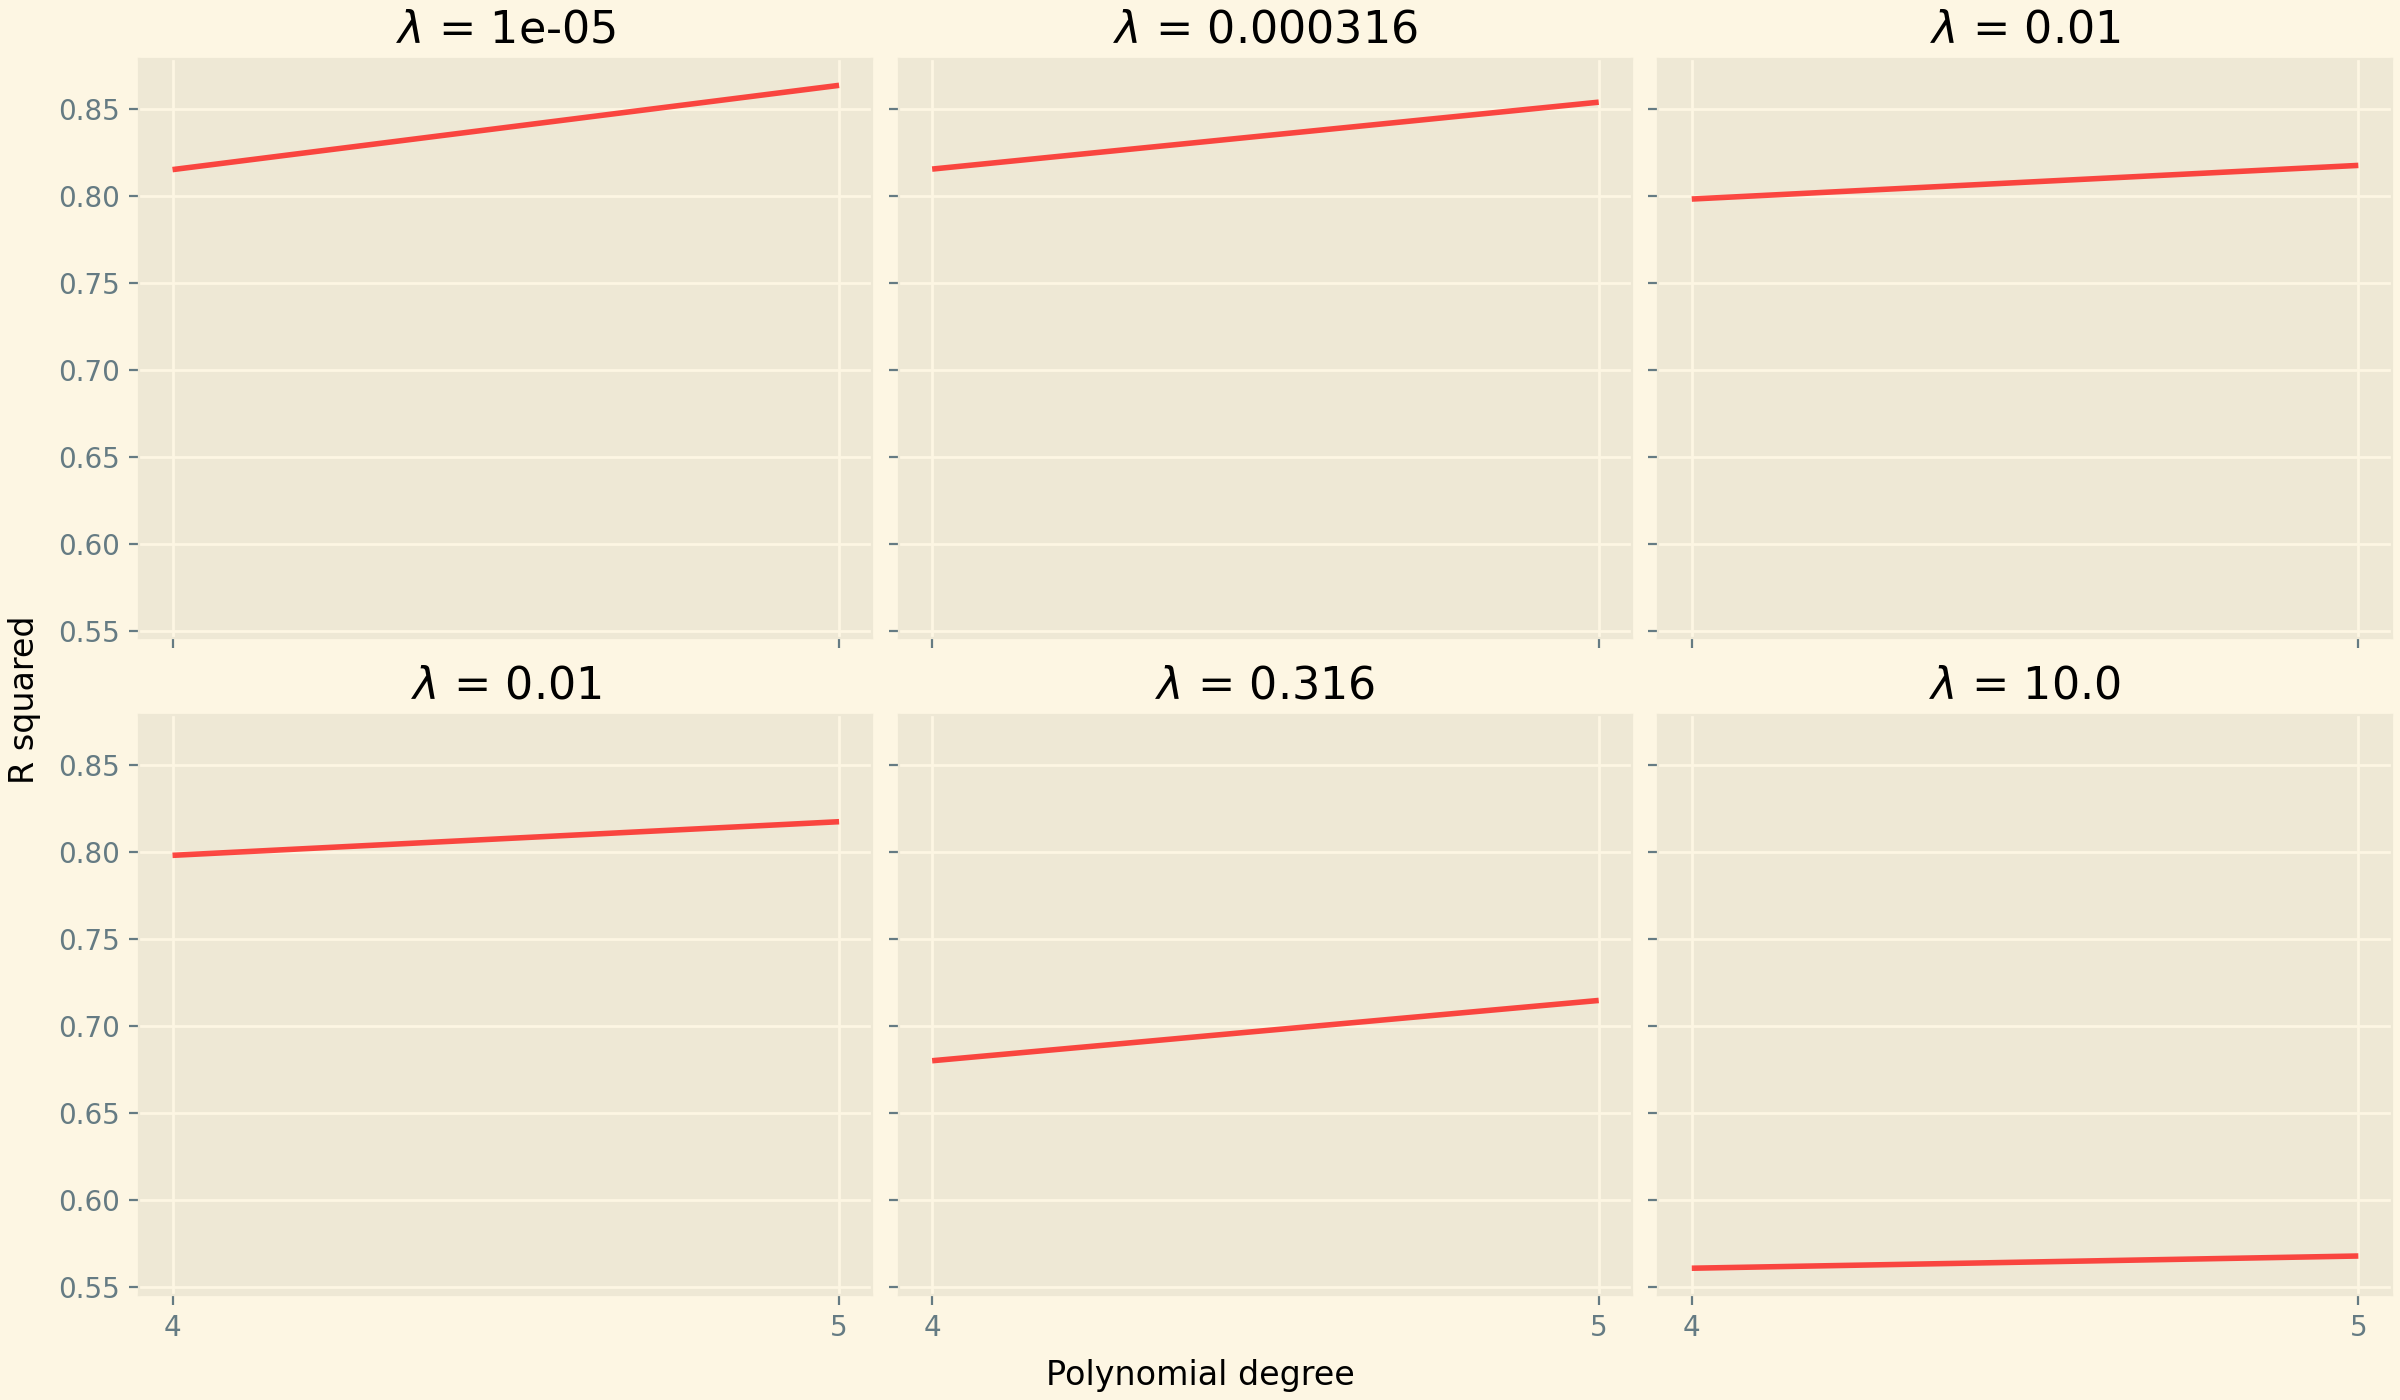 λ = 1e-05
λ = 0.000316
λ = 0.01
0.85
0.80
0.75
0.70
0.65
0.60
0.55
R squared
λ = 0.01
λ = 0.316
λ = 10.0
0.85
0.80
0.75
0.70
0.65
0.60
0.55
4 5
4 5
4 5
Polynomial degree